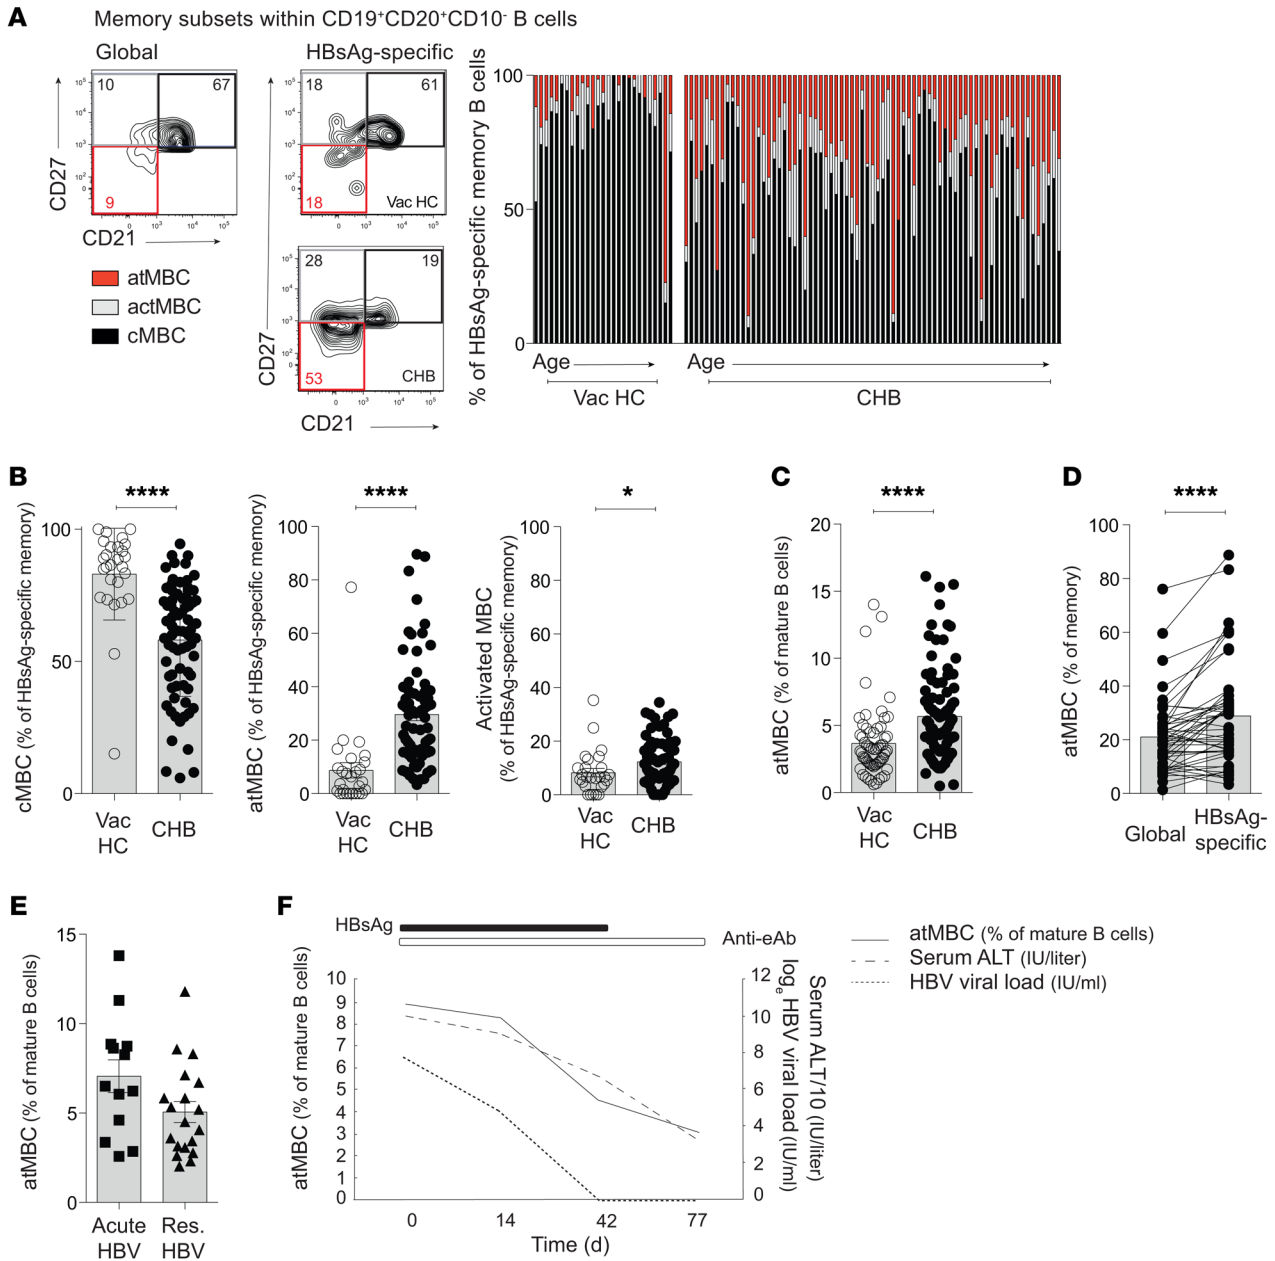 A
Memory subsets within CD19+CD20+CD10- B cells
Global
HBsAg-specific
10
67
9
18
61
18
Vac HC
28
19
53
CHB
CD27
CD21
CD27
CD21
atMBC
actMBC
cMBC
% of HBsAg-specific memory B cells
100
50
0
Age
Age
Vac HC
CHB
B
****
cMBC (% of HBsAg-specific memory)
100
50
0
Vac HC
CHB
****
atMBC (% of HBsAg-specific memory)
100
80
60
40
20
0
Vac HC
CHB
*
Activated MBC
(% of HBsAg-specific memory)
100
80
60
40
20
0
Vac HC
CHB
C
****
atMBC (% of mature B cells)
20
15
10
5
0
Vac HC
CHB
D
****
atMBC (% of memory)
100
80
60
40
20
0
Global
HBsAg-specific
E
atMBC (% of mature B cells)
15
10
5
0
Acute HBV
Res. HBV
F
HBsAg
Anti-eAb
atMBC (% of mature B cells)
Serum ALT (IU/liter)
HBV viral load (IU/ml)
atMBC (% of mature B cells)
10
9
8
7
6
5
4
3
2
1
0
12
10
8
6
4
2
0
loge HBV viral load (IU/ml)
Serum ALT/10 (IU/liter)
0
14
42
77
Time (d)